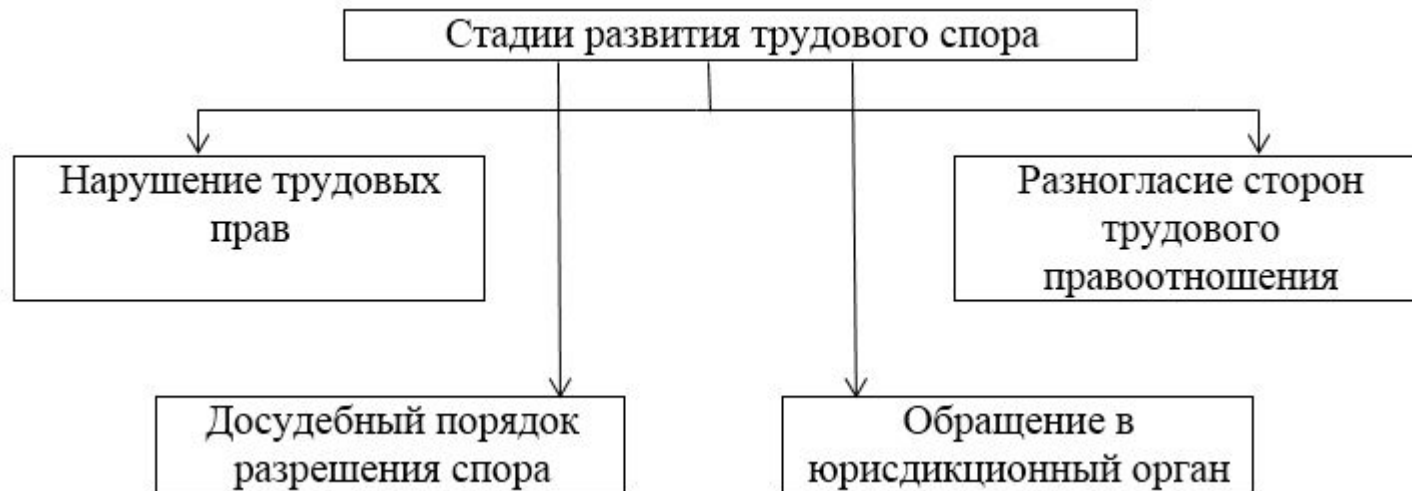 Стадии развития трудового спора
Нарушение трудовых
прав
Разногласие сторон
трудового
правоотношения
Досудебный порядок
разрешения спора
Обращение в
юрисдикционный орган